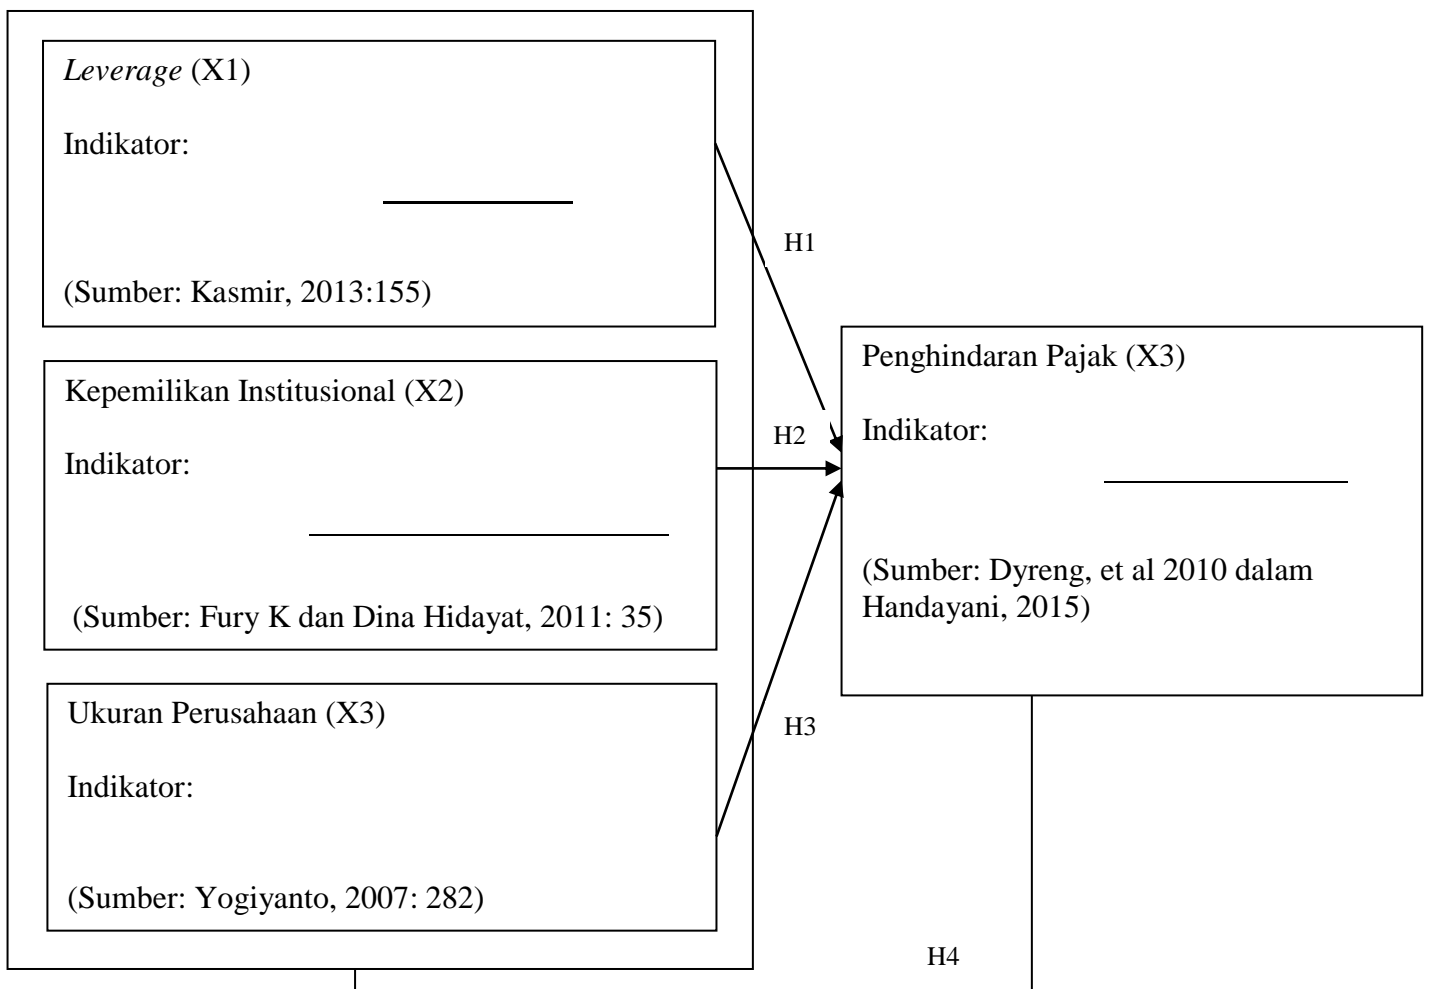 Leverage (X1)
Indikator:
(Sumber: Kasmir, 2013:155)
H1
Kepemilikan Institusional (X2)
Indikator:
(Sumber: Fury K dan Dina Hidayat, 2011: 35)
H2
Penghindaran Pajak (X3)
Indikator:
(Sumber: Dyreng, et al 2010 dalam
Handayani, 2015)
Ukuran Perusahaan (X3)
Indikator:
(Sumber: Yogiyanto, 2007: 282)
H3
H4